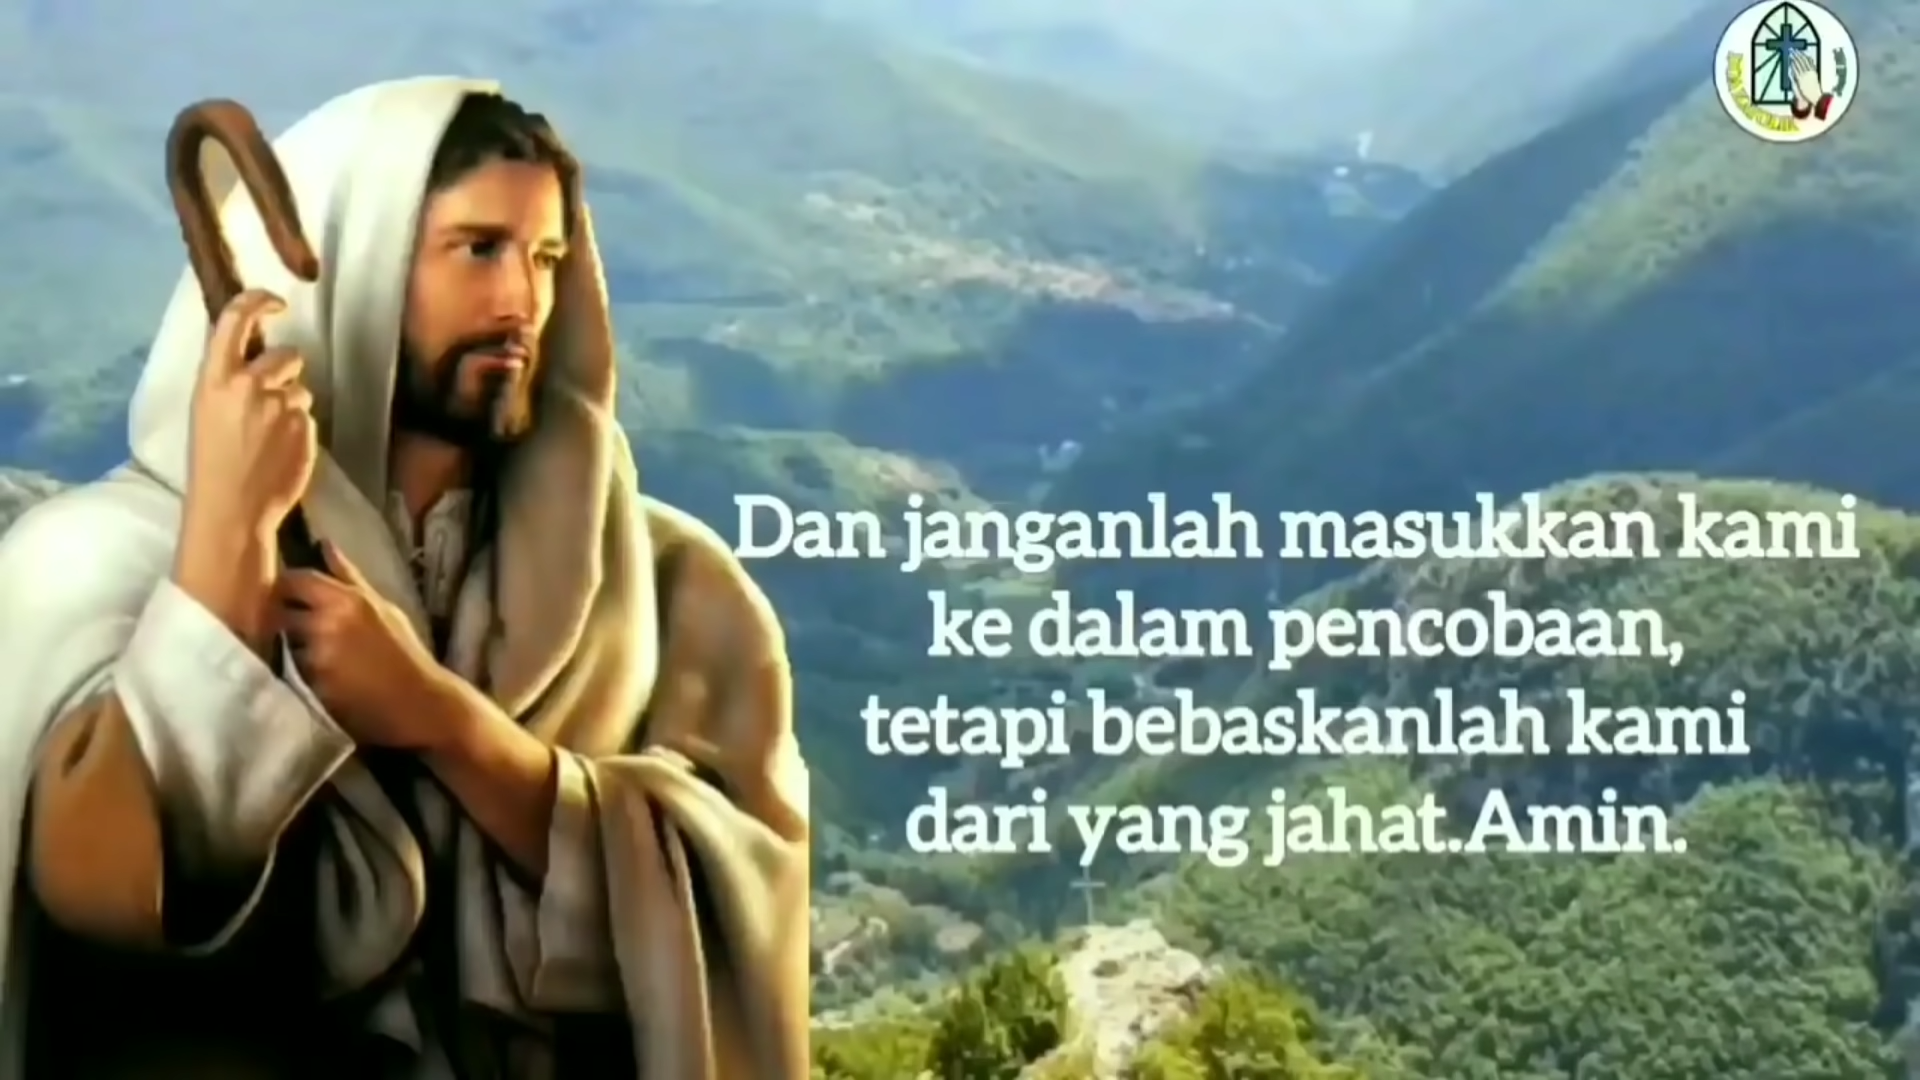 Dan janganlah masukkan kami
ke dalam pencobaan,
tetapi bebaskanlah kami
dari yang jahat.Amin.